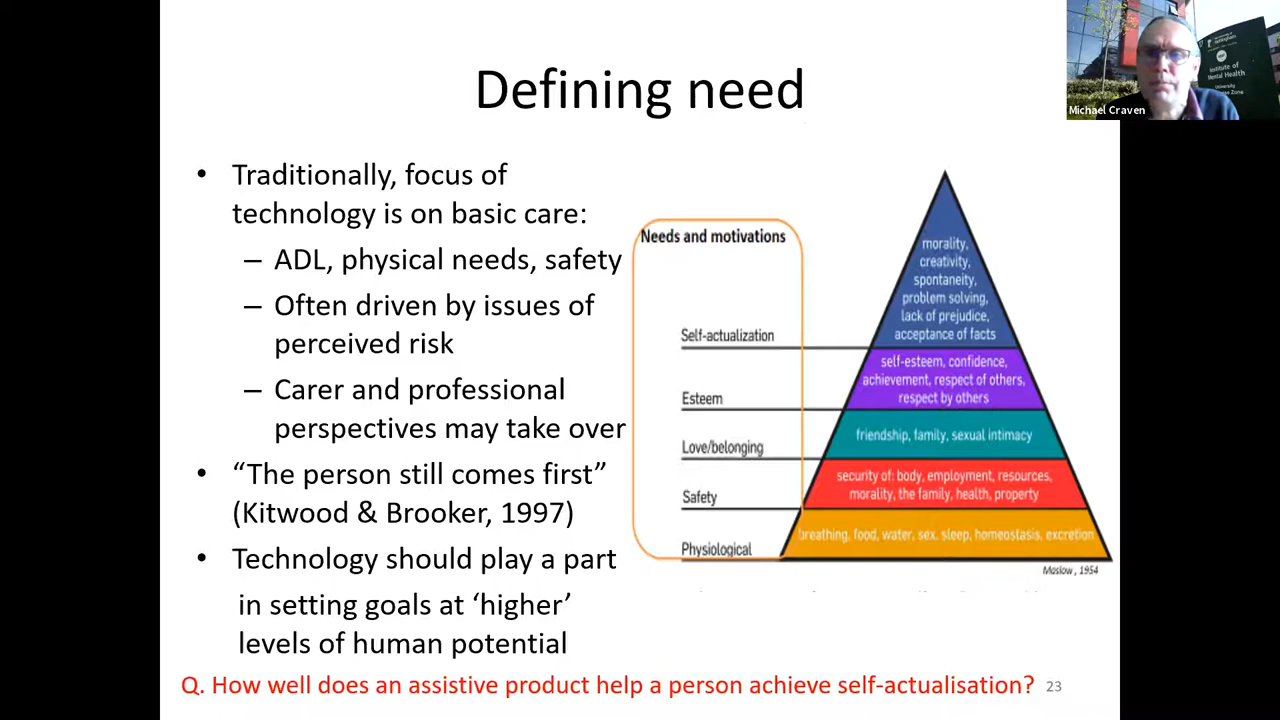 Defining need
• Traditionally, focus of
technology is on basic care:
– ADL, physical needs, safety
– Often driven by issues of
perceived risk
– Carer and professional
perspectives may take over
• “The person still comes first”
(Kitwood & Brooker, 1997)
• Technology should play a part
in setting goals at ‘higher’
levels of human potential
Needs and motivations
Self-actualization
Esteem
Love/belonging
Safety
Physiological
morality,
creativity,
spontaneity,
problem solving,
lack of prejudice,
acceptance of facts
self-esteem, confidence,
achievement, respect of others,
respect by others
friendship, family, sexual intimacy
security of: body, employment, resources,
morality, the family, health, property
breathing, food, water, sex, sleep, homeostasis, excretion
Maslow, 1954
Q. How well does an assistive product help a person achieve self-actualisation?
23
Michael Craven
Institute of
Mental Health